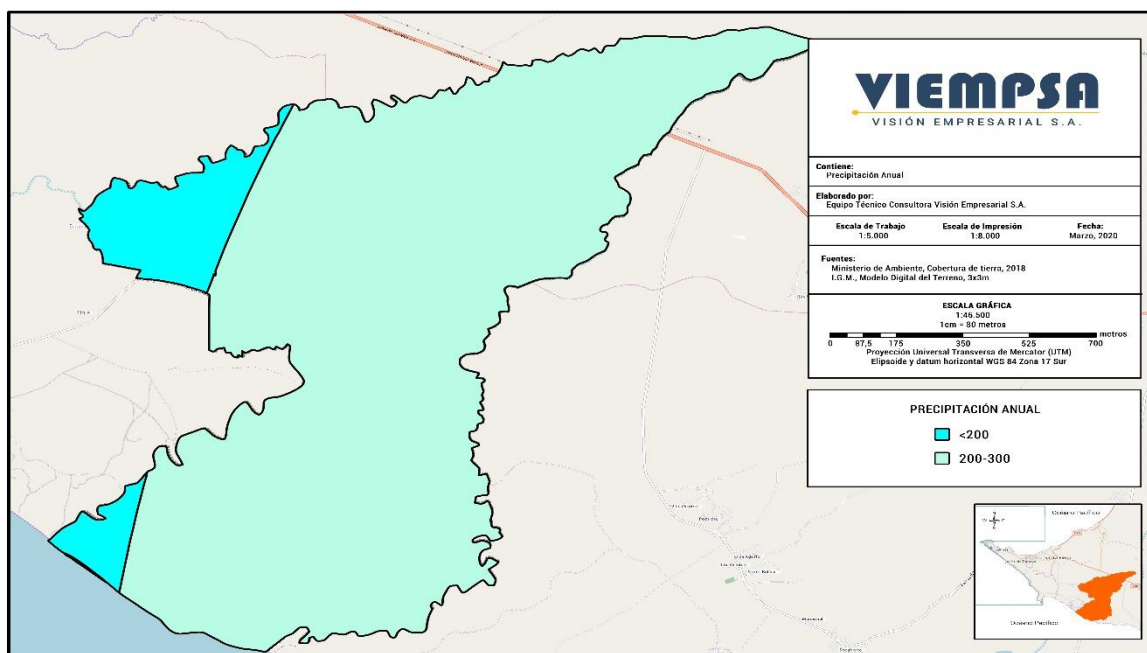 VIEMPSA
VISIÓN EMPRESARIAL S.A.
Contiene:
Precipitación Anual
Elaborado por:
Equipo Técnico Consultora Visión Empresarial S.A.
Escala de Trabajo
1:5.000
Escala de Impresión
1:8.000
Fecha:
Marzo, 2020
Fuentes:
Ministerio de Ambiente, Cobertura de tierra, 2018
I.G.M., Modelo Digital del Terreno, 3x3m
ESCALA GRÁFICA
1:46.500
1cm = 80 metros
metros
0 87,5 175 350 525 700
Proyección Universal Transversa de Mercator (UTM)
Elipsoide y datum horizontal WGS 84 Zona 17 Sur
PRECIPITACIÓN ANUAL
<200
200-300
Océano Pacífico
Océano Pacífico